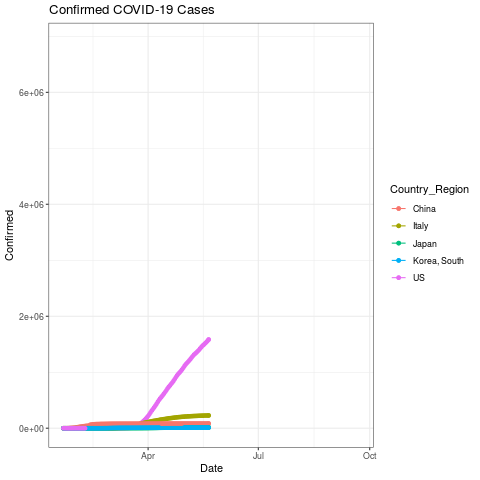 Confirmed COVID-19 Cases
6e+06
4e+06
2e+06
0e+00
Confirmed
Apr
Jul
Oct
Date
Country_Region
China
Italy
Japan
Korea, South
US